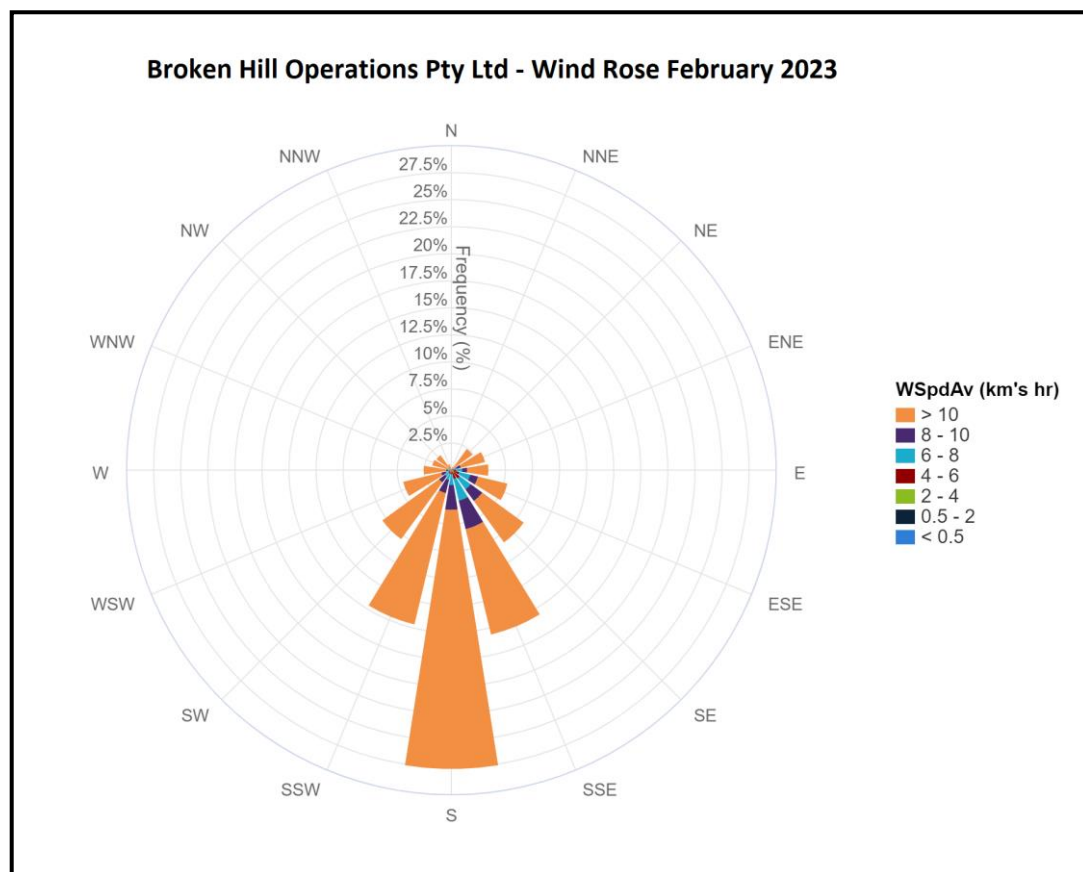 Broken Hill Operations Pty Ltd - Wind Rose February 2023
N
NNW
NNE
27.5%
25%
22.5%
NW
NE
20%
17.5%
15%
12.5%
10%
7.5%
5%
2.5%
Frequency (%)
WNW
ENE
W
E
WSW
ESE
SW
SE
SSW
SSE
S
WSpdAv (km's hr)
> 10
8 - 10
6 - 8
4 - 6
2 - 4
0.5 - 2
< 0.5